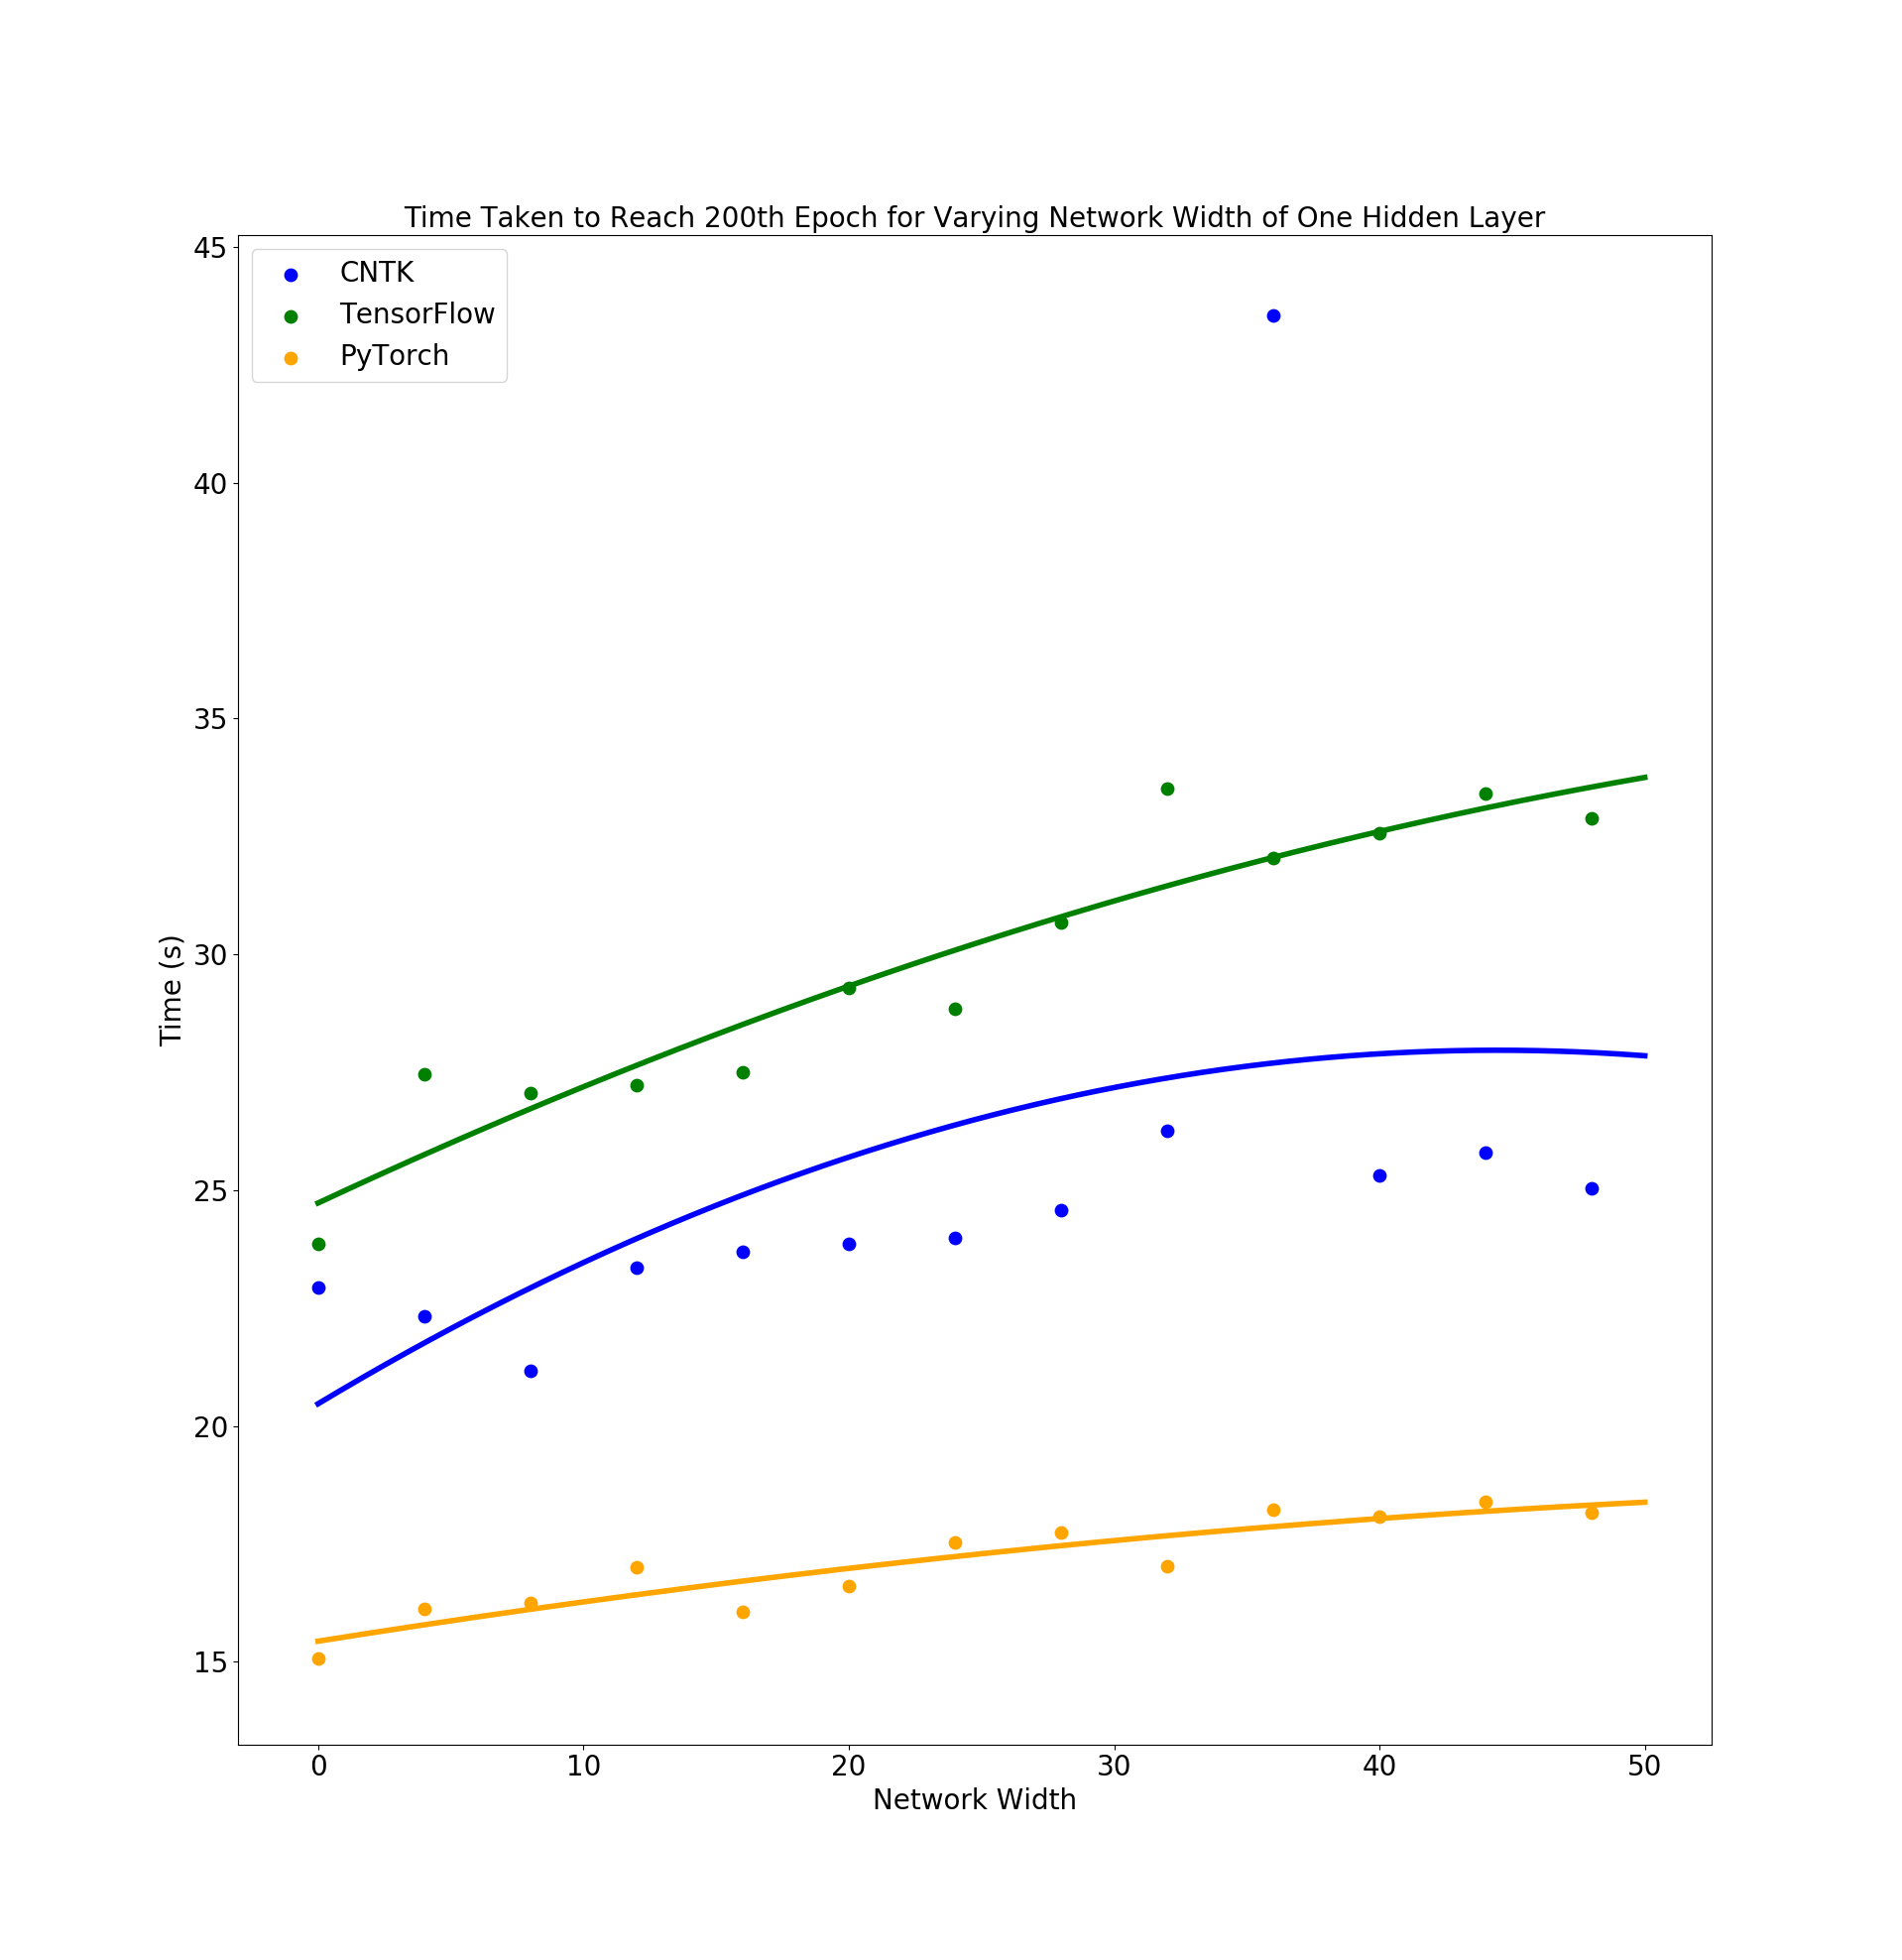 Time Taken to Reach 200th Epoch for Varying Network Width of One Hidden Layer
CNTK
TensorFlow
PyTorch
45
40
35
30
25
20
15
Time (s)
0 10 20 30 40 50
Network Width